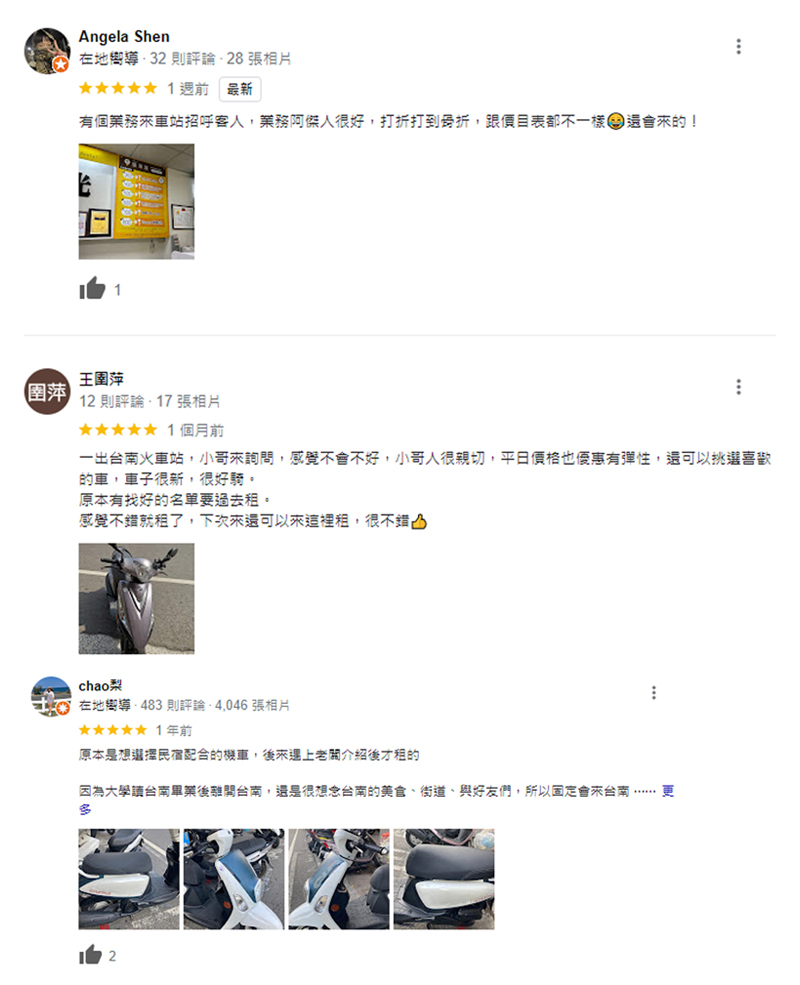 Angela Shen
在地嚮導 · 32 則評論 · 28 張相片
1 週前 最新
有個業務來車站招呼客人，業務阿傑人很好，打折打到骨折，跟價目表都不一樣😂還會來的！
光
1
圍萍
王圍萍
12 則評論 · 17 張相片
1 個月前
一出台南火車站，小哥來詢問，感覺不會不好，小哥人很親切，平日價格也優惠有彈性，還可以挑選喜歡
的車，車子很新，很好騎。
原本有找好的名單要過去租。
感覺不錯就租了，下次來還可以來這裡租，很不錯👍
chao梨
在地嚮導 · 483 則評論 · 4,046 張相片
1 年前
原本是想選擇民宿配合的機車，後來遇上老闆介紹後才租的
因為大學讀台南畢業後離開台南，還是很想念台南的美食、街道、與好友們，所以固定會來台南 …… 更
多
2